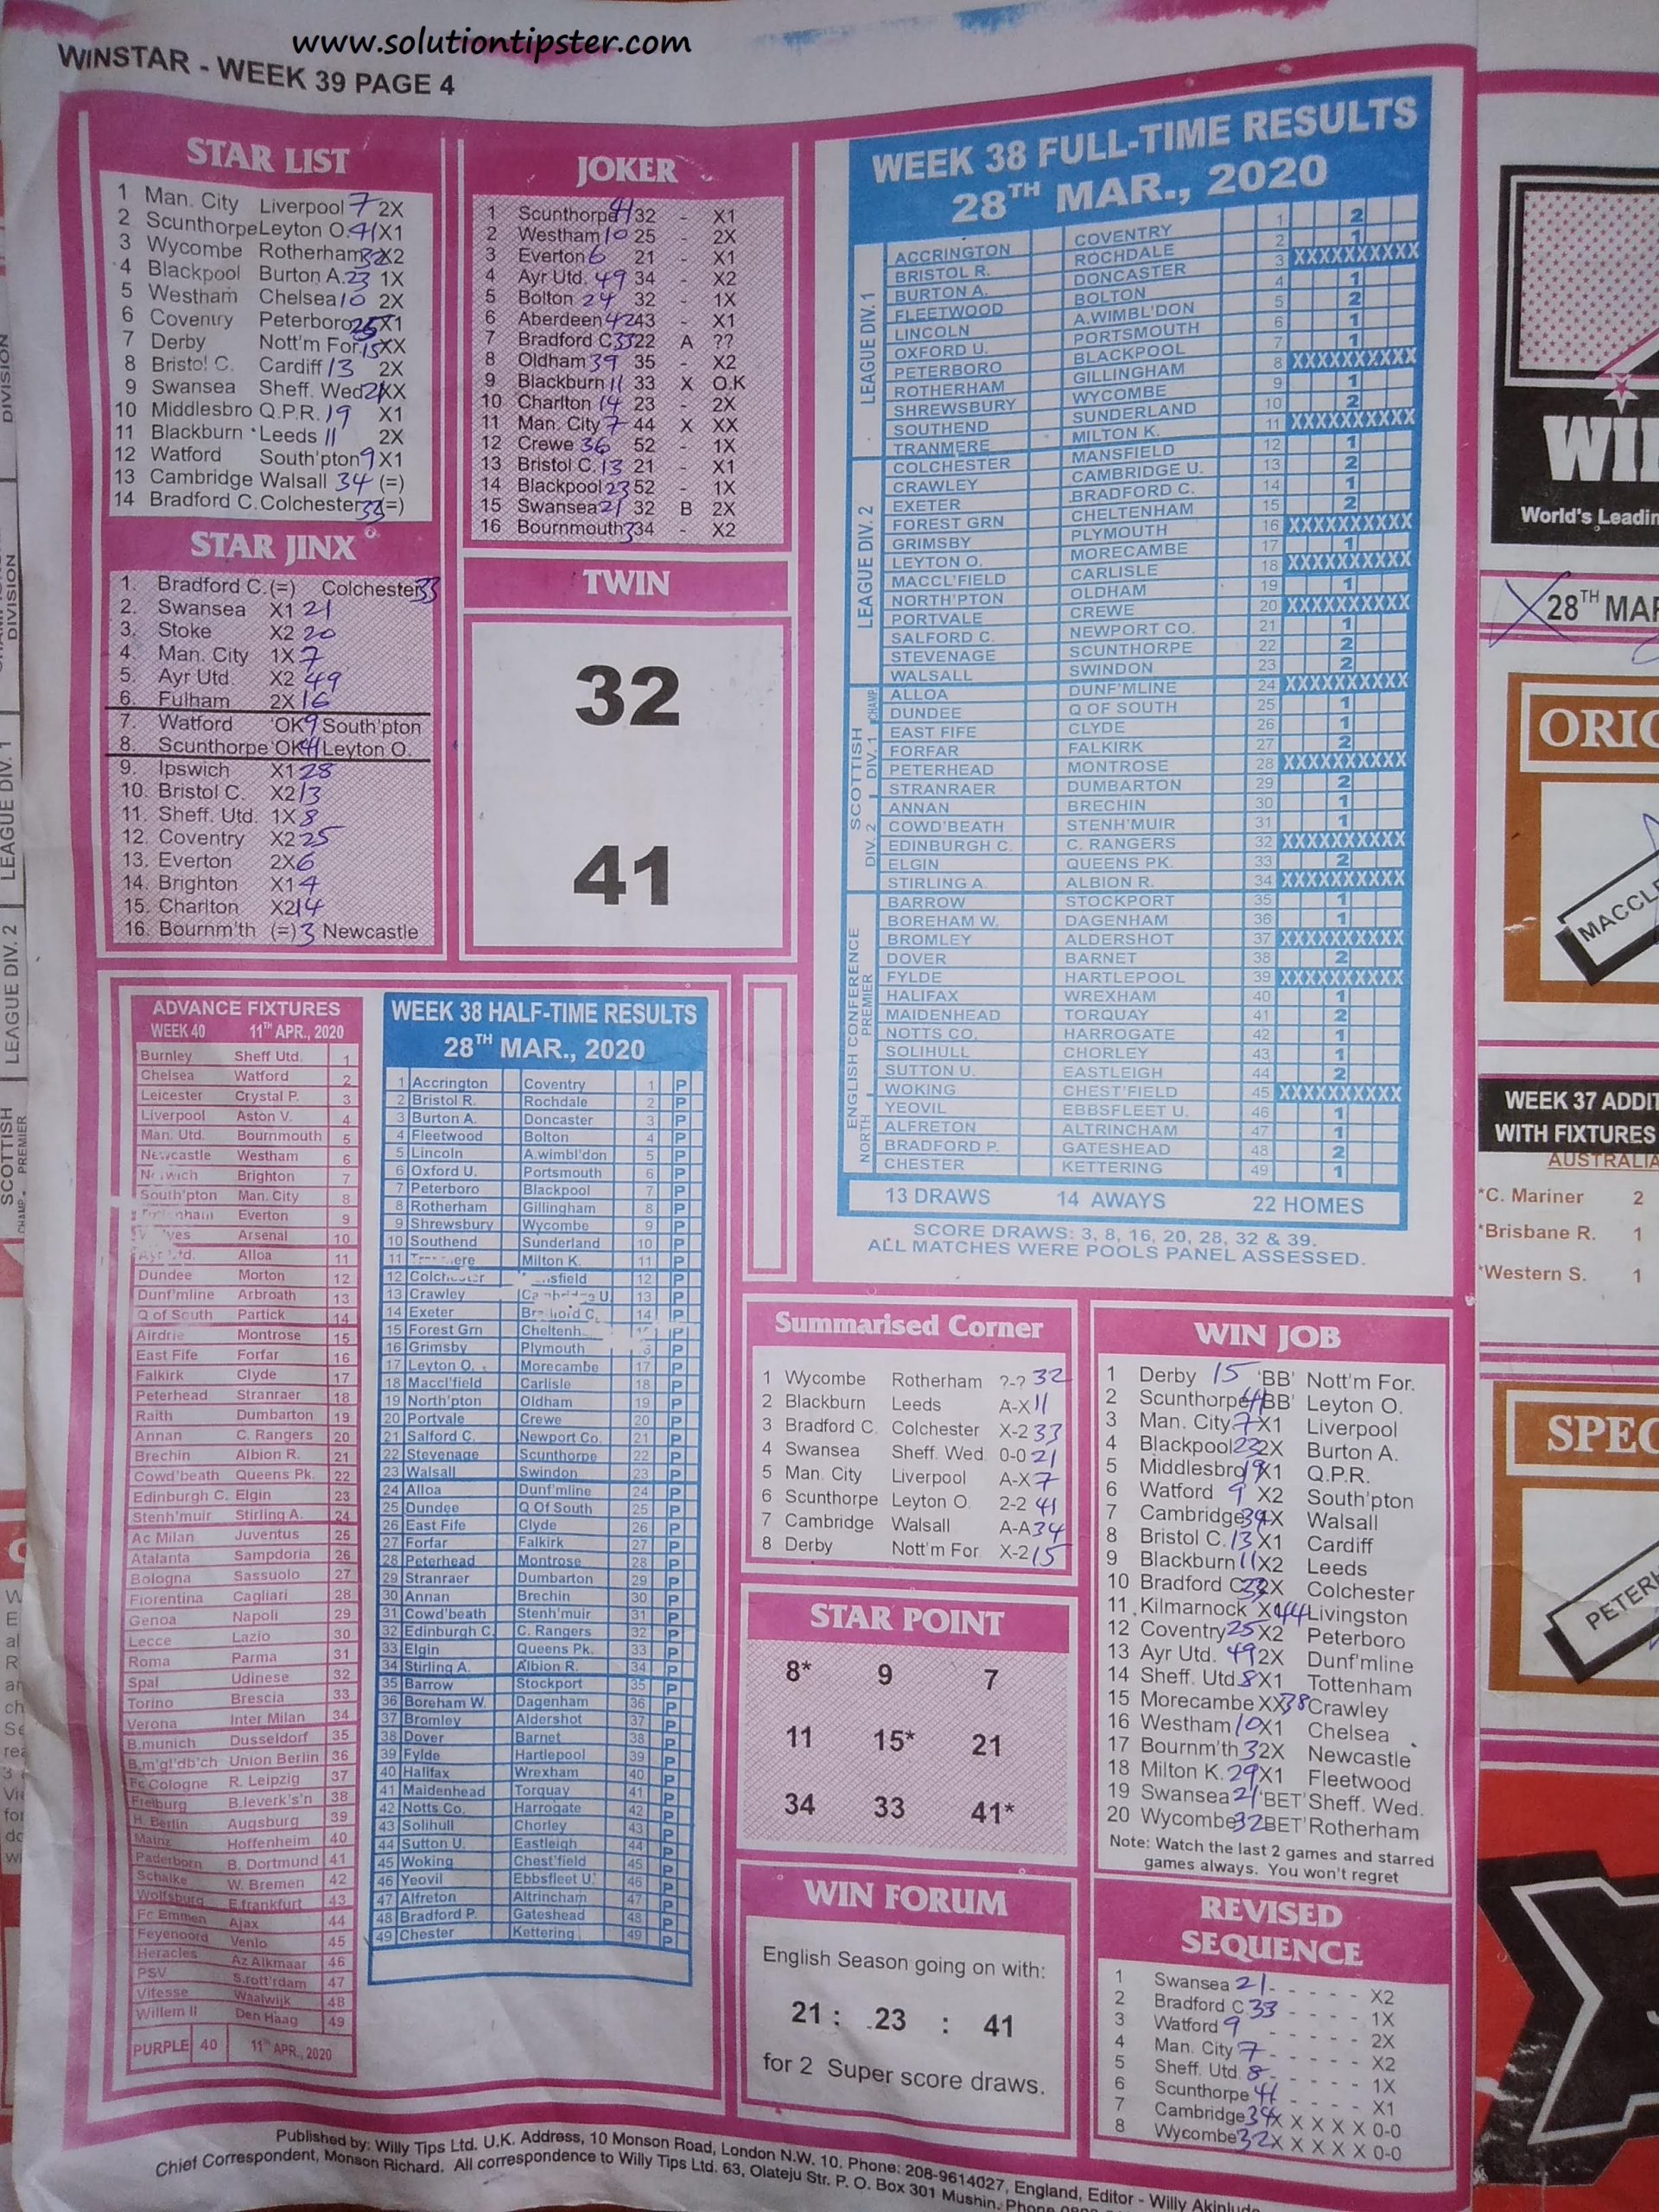 www.solutiontipster.com
WINSTAR - WEEK 39 PAGE 4
STAR LIST
1 Man. City Liverpool 7 2X
2 Scunthorpe Leyton O. 41 X1
3 Wycombe Rotherham 32 X2
4 Blackpool Burton A. 23 1X
5 Westham Chelsea 10 2X
6 Coventry Peterboro 25 X1
7 Derby Nott'm For. 15 XX
8 Bristol C. Cardiff 13 2X
9 Swansea Sheff. Wed 21 XX
10 Middlesbro Q.P.R. 19 X1
11 Blackburn Leeds 11 2X
12 Watford South'pton 9 X1
13 Cambridge Walsall 34 (=)
14 Bradford C. Colchester 33 (=)
STAR JINX
1. Bradford C. (=) Colchester 33
2. Swansea X1 21
3. Stoke X2 20
4. Man. City 1X 7
5. Ayr Utd. X2 49
6. Fulham 2X 16
7. Watford 'OK' 9 South'pton
8. Scunthorpe 'OK' 41 Leyton O.
9. Ipswich X1 28
10. Bristol C. X2 13
11. Sheff. Utd. 1X 8
12. Coventry X2 25
13. Everton 2X 6
14. Brighton X1 4
15. Charlton X2 14
16. Bournm'th (=) 3 Newcastle
JOKER
1 Scunthorpe 41 32 - X1
2 Westham 10 25 - 2X
3 Everton 6 21 - X1
4 Ayr Utd. 49 34 - X2
5 Bolton 24 32 - 1X
6 Aberdeen 42 43 - X1
7 Bradford C 33 22 A ??
8 Oldham 39 35 - X2
9 Blackburn 11 33 X O.K
10 Charlton 14 23 - 2X
11 Man. City 7 44 X XX
12 Crewe 36 52 - 1X
13 Bristol C. 13 21 - X1
14 Blackpool 23 52 - 1X
15 Swansea 21 32 B 2X
16 Bournmouth 3 34 - X2
TWIN
32
41
WEEK 38 FULL-TIME RESULTS
28TH MAR., 2020
LEAGUE DIV. 1
ACCRINGTON COVENTRY 1 2
BRISTOL R. ROCHDALE 2 1
BURTON A. DONCASTER 3 XXXXXXXXXX
FLEETWOOD BOLTON 4 1
LINCOLN A.WIMBL'DON 5 2
OXFORD U. PORTSMOUTH 6 1
PETERBORO BLACKPOOL 7 1
ROTHERHAM GILLINGHAM 8 XXXXXXXXXX
SHREWSBURY WYCOMBE 9 1
SOUTHEND SUNDERLAND 10 2
TRANMERE MILTON K. 11 XXXXXXXXXX
LEAGUE DIV. 2
COLCHESTER MANSFIELD 12 1
CRAWLEY CAMBRIDGE U. 13 2
EXETER BRADFORD C. 14 1
FOREST GRN CHELTENHAM 15 2
GRIMSBY PLYMOUTH 16 XXXXXXXXXX
LEYTON O. MORECAMBE 17 1
MACCL'FIELD CARLISLE 18 XXXXXXXXXX
NORTH'PTON OLDHAM 19 1
PORTVALE CREWE 20 XXXXXXXXXX
SALFORD C. NEWPORT CO. 21 1
STEVENAGE SCUNTHORPE 22 2
WALSALL SWINDON 23 2
SCOTTISH
CHAMP.
ALLOA DUNF'MLINE 24 XXXXXXXXXX
DUNDEE Q OF SOUTH 25 1
DIV. 1
EAST FIFE CLYDE 26 1
FORFAR FALKIRK 27 2
PETERHEAD MONTROSE 28 XXXXXXXXXX
STRANRAER DUMBARTON 29 2
DIV. 2
ANNAN BRECHIN 30 1
COWD'BEATH STENH'MUIR 31 1
EDINBURGH C. C. RANGERS 32 XXXXXXXXXX
ELGIN QUEENS PK. 33 2
STIRLING A. ALBION R. 34 XXXXXXXXXX
ENGLISH CONFERENCE
PREMIER
BARROW STOCKPORT 35 1
BOREHAM W. DAGENHAM 36 1
BROMLEY ALDERSHOT 37 XXXXXXXXXX
DOVER BARNET 38 2
FYLDE HARTLEPOOL 39 XXXXXXXXXX
HALIFAX WREXHAM 40 1
MAIDENHEAD TORQUAY 41 2
NOTTS CO. HARROGATE 42 1
SOLIHULL CHORLEY 43 1
SUTTON U. EASTLEIGH 44 2
WOKING CHEST'FIELD 45 XXXXXXXXXX
YEOVIL EBBSFLEET U. 46 1
NORTH
ALFRETON ALTRINCHAM 47 1
BRADFORD P. GATESHEAD 48 2
CHESTER KETTERING 49 1
13 DRAWS 14 AWAYS 22 HOMES
SCORE DRAWS: 3, 8, 16, 20, 28, 32 & 39.
ALL MATCHES WERE POOLS PANEL ASSESSED.
ADVANCE FIXTURES
WEEK 40 11TH APR., 2020
Burnley Sheff Utd. 1
Chelsea Watford 2
Leicester Crystal P. 3
Liverpool Aston V. 4
Man. Utd. Bournmouth 5
Newcastle Westham 6
Norwich Brighton 7
South'pton Man. City 8
Everton 9
Arsenal 10
Alloa 11
Dundee Morton 12
Dunf'mline Arbroath 13
Q of South Partick 14
Airdrie Montrose 15
East Fife Forfar 16
Falkirk Clyde 17
Peterhead Stranraer 18
Raith Dumbarton 19
Annan C. Rangers 20
Brechin Albion R. 21
Cowd'beath Queens Pk. 22
Edinburgh C. Elgin 23
Stenh'muir Stirling A. 24
Ac Milan Juventus 26
Atalanta Sampdoria 26
Bologna Sassuolo 27
Fiorentina Cagliari 28
Genoa Napoli 29
Lecce Lazio 30
Roma Parma 31
Spal Udinese 32
Torino Brescia 33
Verona Inter Milan 34
B.munich Dusseldorf 35
B.m'gl'db'ch Union Berlin 36
Fc Cologne R. Leipzig 37
Freiburg B.leverk's'n 38
H. Berlin Augsburg 39
Mainz Hoffenheim 40
Paderborn B. Dortmund 41
Schalke W. Bremen 42
Wolfsburg E.frankfurt 43
Fc Emmen Ajax 44
Feyenoord Venlo 45
Heracles Az Alkmaar 46
PSV S.rott'rdam 47
Vitesse Waalwijk 48
Willem II Den Haag 49
PURPLE 40 11TH APR., 2020
WEEK 38 HALF-TIME RESULTS
28TH MAR., 2020
1 Accrington Coventry 1 P
2 Bristol R. Rochdale 2 P
3 Burton A. Doncaster 3 P
4 Fleetwood Bolton 4 P
5 Lincoln A.wimbl'don 5 P
6 Oxford U. Portsmouth 6 P
7 Peterboro Blackpool 7 P
8 Rotherham Gillingham 8 P
9 Shrewsbury Wycombe 9 P
10 Southend Sunderland 10 P
11 Milton K. 11 P
12 12 P
13 Crawley 13 P
14 Exeter 14 P
15 Forest Grn P
16 Grimsby Plymouth P
17 Leyton O. Morecambe 17 P
18 Maccl'field Carlisle 18 P
19 North'pton Oldham 19 P
20 Portvale Crewe 20 P
21 Salford C. Newport Co. 21 P
22 Stevenage Scunthorpe 22 P
23 Walsall Swindon 23 P
24 Alloa Dunf'mline 24 P
25 Dundee Q Of South 25 P
26 East Fife Clyde 26 P
27 Forfar Falkirk 27 P
28 Peterhead Montrose 28 P
29 Stranraer Dumbarton 29 P
30 Annan Brechin 30 P
31 Cowd'beath Stenh'muir 31 P
32 Edinburgh C. C. Rangers 32 P
33 Elgin Queens Pk. 33 P
34 Stirling A. Albion R. 34 P
35 Barrow Stockport 35 P
36 Boreham W. Dagenham 36 P
37 Bromley Aldershot 37 P
38 Dover Barnet 38 P
39 Fylde Hartlepool 39 P
40 Halifax Wrexham 40 P
41 Maidenhead Torquay 41 P
42 Notts Co. Harrogate 42 P
43 Solihull Chorley 43 P
44 Sutton U. Eastleigh 44 P
45 Woking Chest'field 45 P
46 Yeovil Ebbsfleet U. 46 P
47 Alfreton Altrincham 47 P
48 Bradford P. Gateshead 48 P
49 Chester Kettering 49 P
Summarised Corner
1 Wycombe Rotherham ?-? 32
2 Blackburn Leeds A-X 11
3 Bradford C. Colchester X-2 33
4 Swansea Sheff. Wed 0-0 21
5 Man. City Liverpool A-X 7
6 Scunthorpe Leyton O. 2-2 41
7 Cambridge Walsall A-A 34
8 Derby Nott'm For. X-2 15
STAR POINT
8* 9 7
11 15* 21
34 33 41*
WIN FORUM
English Season going on with:
21 : 23 : 41
for 2 Super score draws.
WIN JOB
1 Derby 15 'BB' Nott'm For.
2 Scunthorpe 41 'BB' Leyton O.
3 Man. City 7 X1 Liverpool
4 Blackpool 23 2X Burton A.
5 Middlesbro 19 X1 Q.P.R.
6 Watford 9 X2 South'pton
7 Cambridge 34 X Walsall
8 Bristol C. 13 X1 Cardiff
9 Blackburn 11 X2 Leeds
10 Bradford C 33 X Colchester
11 Kilmarnock X1 44 Livingston
12 Coventry 25 X2 Peterboro
13 Ayr Utd. 49 2X Dunf'mline
14 Sheff. Utd 8 X1 Tottenham
15 Morecambe XX 38 Crawley
16 Westham 10 X1 Chelsea
17 Bournm'th 3 2X Newcastle
18 Milton K. 29 X1 Fleetwood
19 Swansea 21 'BET' Sheff. Wed.
20 Wycombe 32 'BET' Rotherham
Note: Watch the last 2 games and starred
games always. You won't regret
REVISED
SEQUENCE
1 Swansea 21 - - - - - X2
2 Bradford C. 33 - - - - 1X
3 Watford 9 - - - - - 2X
4 Man. City 7 - - - - - X2
5 Sheff. Utd. 8 - - - - - 1X
6 Scunthorpe 41 - - - - X1
7 Cambridge 34 X X X X X 0-0
8 Wycombe 32 X X X X X 0-0
Published by: Willy Tips Ltd. U.K. Address, 10 Monson Road, London N.W. 10. Phone: 208-9614027, England, Editor - Willy Akinlude
Chief Correspondent, Monson Richard. All correspondence to Willy Tips Ltd. 63, Olateju Str. P. O. Box 301 Mushin. Phone
DIVISION
DIVISION
LEAGUE DIV. 1
LEAGUE DIV. 2
SCOTTISH
CHAMP. PREMIER
WI
World's Leadin
28TH MAR
ORIG
MACCL
WEEK 37 ADDIT
WITH FIXTURES
AUSTRALIA
*C. Mariner 2
*Brisbane R. 1
*Western S. 1
SPEC
PETERH